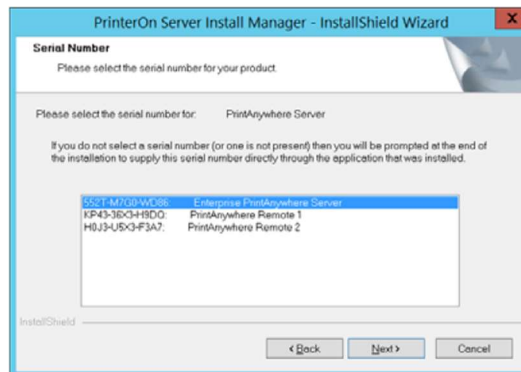 PrinterOn Server Install Manager - InstallShield Wizard
X
Serial Number
Please select the serial number for your product.
Please select the serial number for: PrintAnywhere Server
If you do not select a serial number (or one is not present) then you will be prompted at the end of
the installation to supply this serial number directly through the application that was installed.
552T-M7G0-WD86: Enterprise PrintAnywhere Server
KP43-36X3-H9DQ: PrintAnywhere Remote 1
H0J3-U5X3-F3A7: PrintAnywhere Remote 2
InstallShield
< Back Next > Cancel